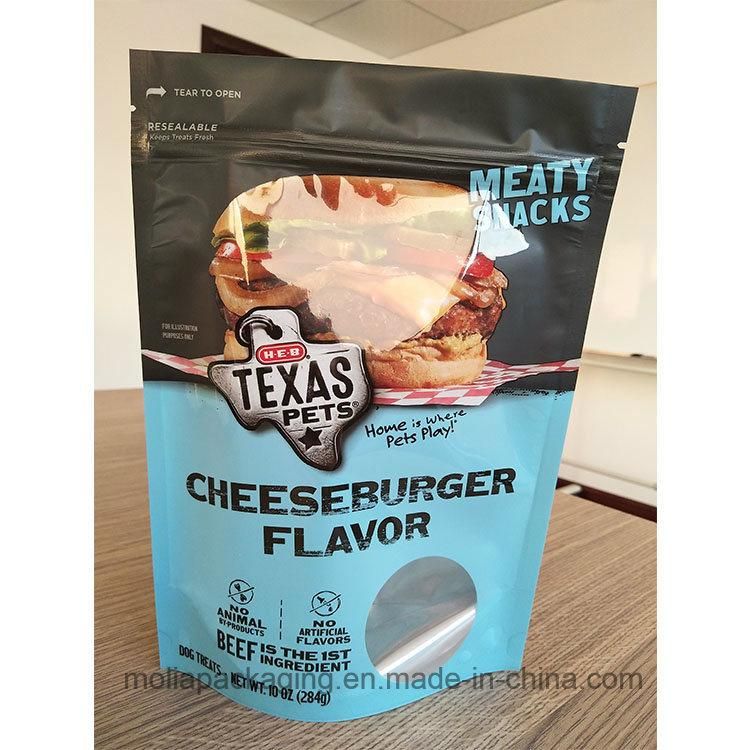 TEAR TO OPEN
RESEALABLE
Keeps Treats Fresh
MEATY
SNACKS
FOR ILLUSTRATION
PURPOSES ONLY
H-E-B
TEXAS
PETS®
Home is Where
Pets Play!®
CHEESEBURGER
FLAVOR
NO
ANIMAL
BY-PRODUCTS
NO
ARTIFICIAL
FLAVORS
BEEF IS THE 1ST
INGREDIENT
DOG TREATS NET WT. 10 OZ (284g)
moliapackaging.en.made-in-china.com